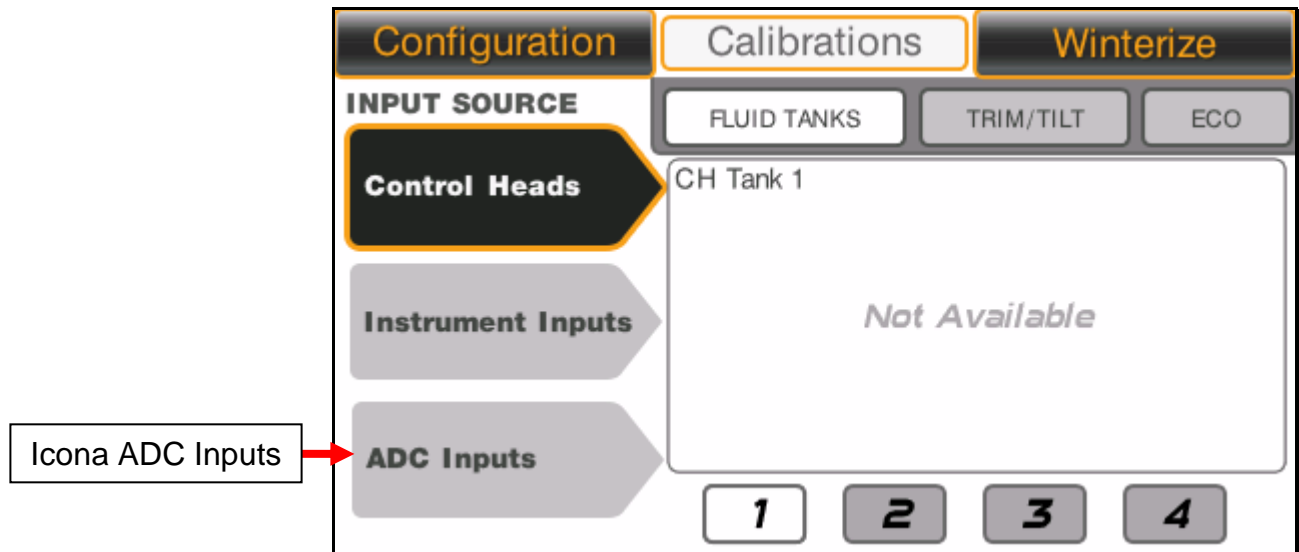 Configuration
Calibrations
Winterize
INPUT SOURCE
FLUID TANKS
TRIM/TILT
ECO
Control Heads
CH Tank 1
Instrument Inputs
Not Available
Icona ADC Inputs
ADC Inputs
1
2
3
4